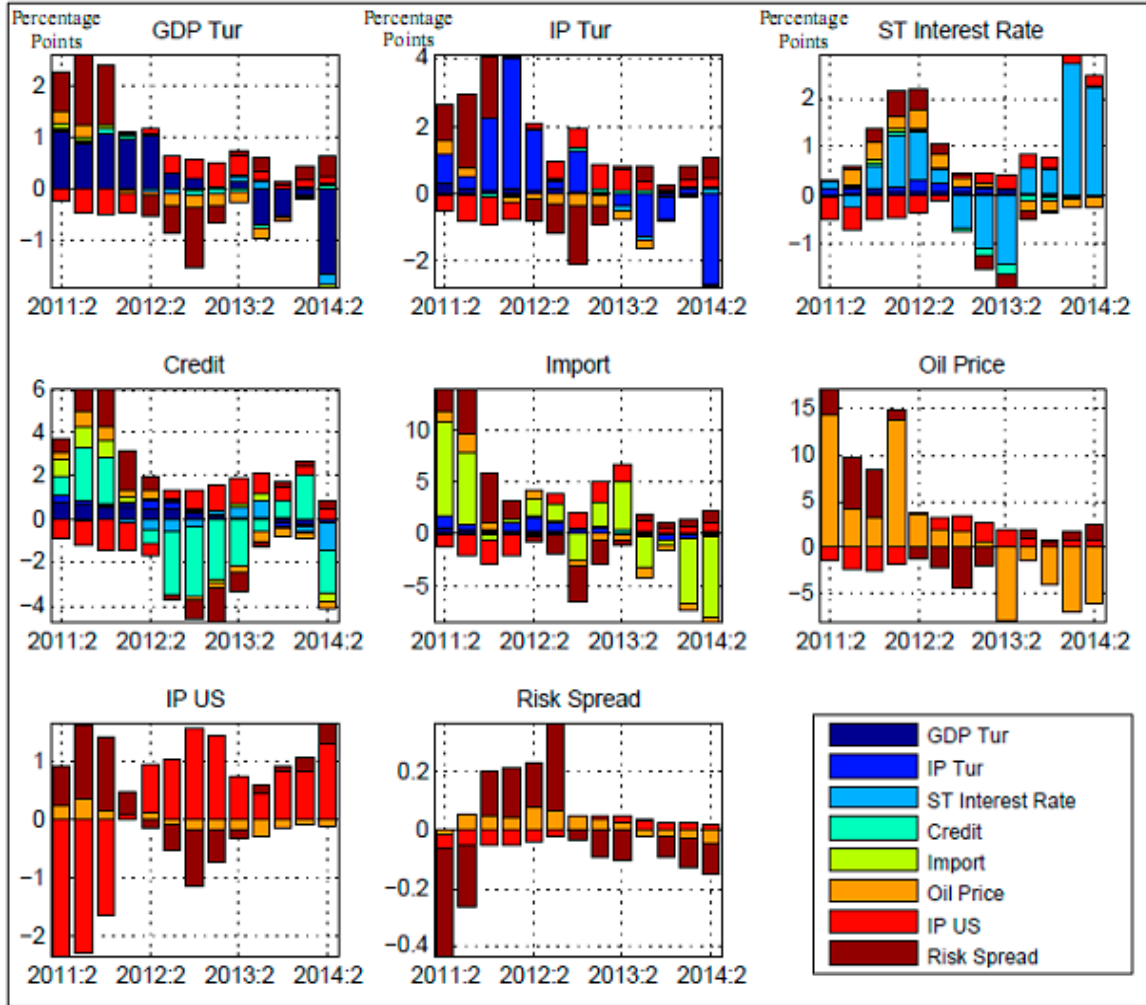 Percentage Points
GDP Tur
2
1
0
−1
2011:2 2012:2 2013:2 2014:2
Percentage Points
IP Tur
4
2
0
−2
2011:2 2012:2 2013:2 2014:2
Percentage Points
ST Interest Rate
2
1
0
−1
2011:2 2012:2 2013:2 2014:2
Credit
6
4
2
0
−2
−4
2011:2 2012:2 2013:2 2014:2
Import
10
5
0
−5
2011:2 2012:2 2013:2 2014:2
Oil Price
15
10
5
0
−5
2011:2 2012:2 2013:2 2014:2
IP US
1
0
−1
−2
2011:2 2012:2 2013:2 2014:2
Risk Spread
0.2
0
−0.2
−0.4
2011:2 2012:2 2013:2 2014:2
GDP Tur
IP Tur
ST Interest Rate
Credit
Import
Oil Price
IP US
Risk Spread